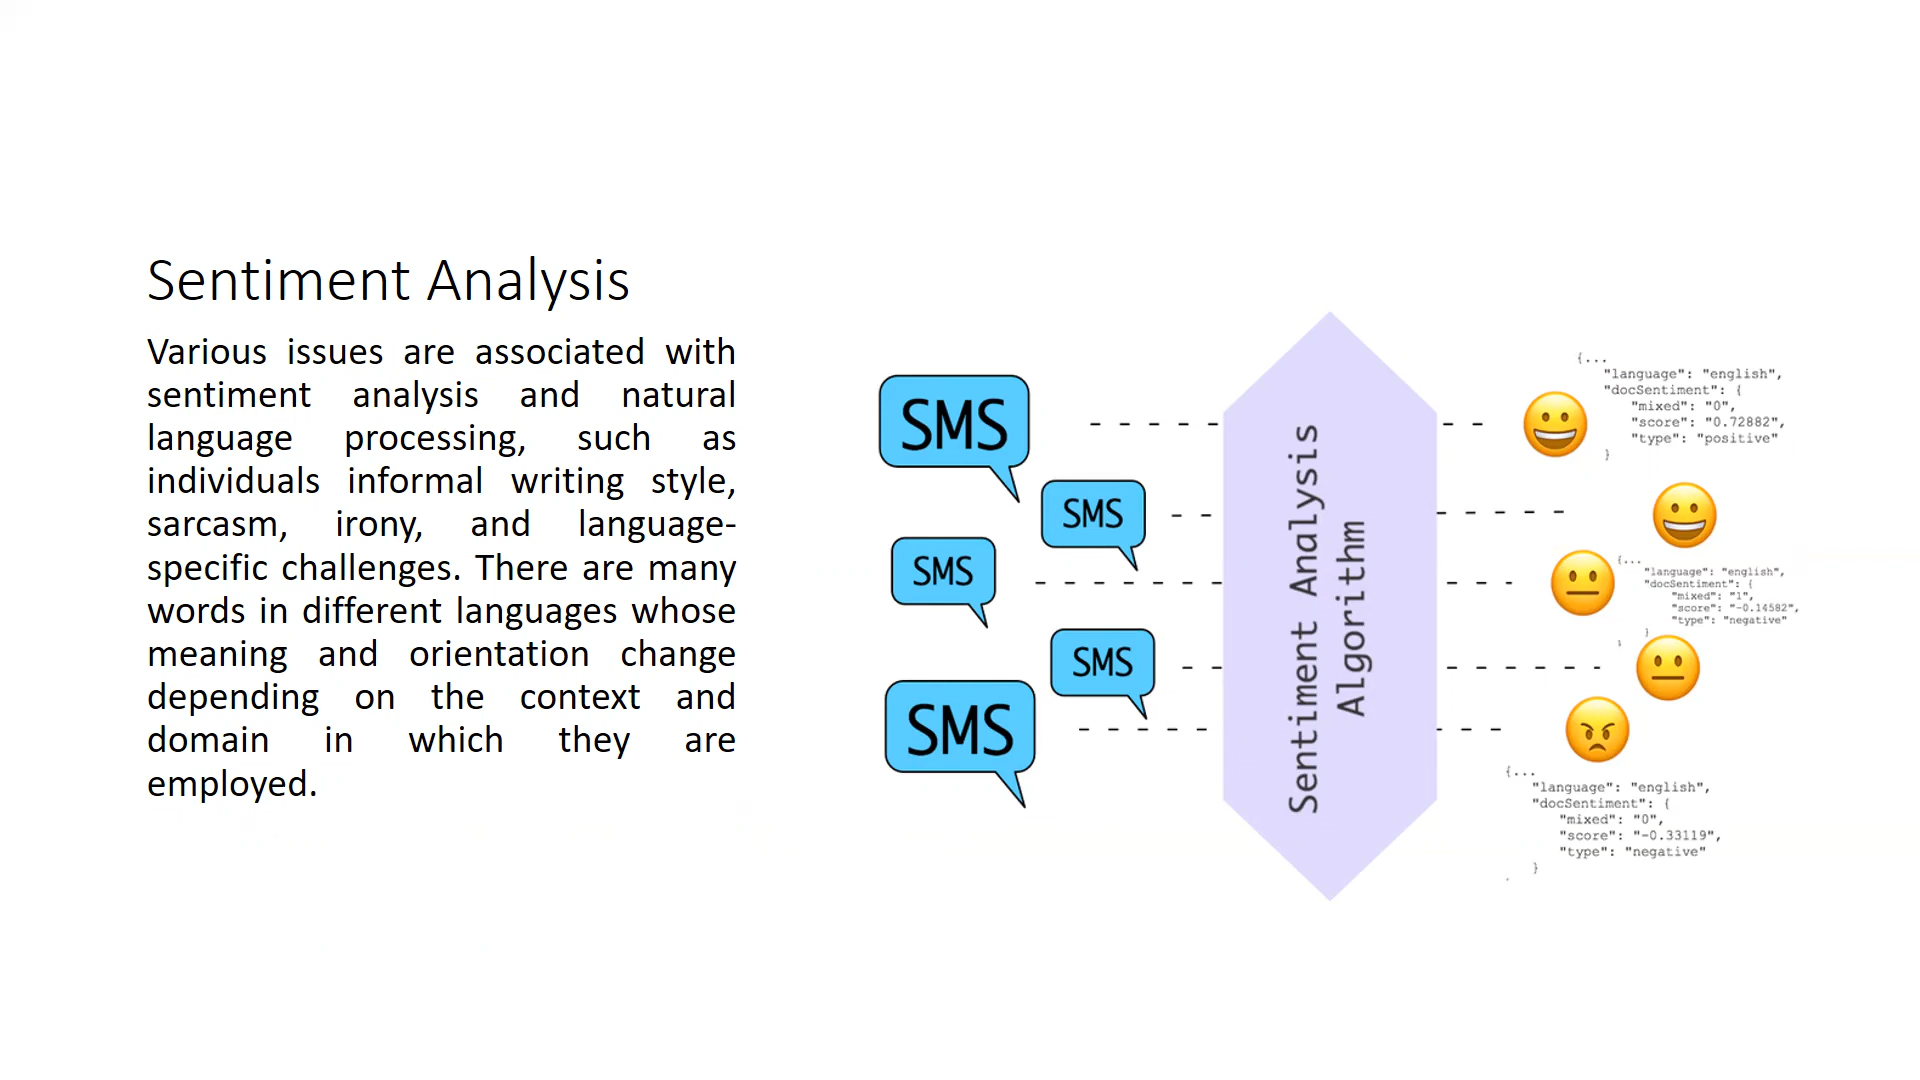 Sentiment Analysis
Various issues are associated with
sentiment analysis and natural
language processing, such as
individuals informal writing style,
sarcasm, irony, and language-
specific challenges. There are many
words in different languages whose
meaning and orientation change
depending on the context and
domain in which they are
employed.
SMS
SMS
SMS
SMS
SMS
Sentiment Analysis
Algorithm
{...
"language": "english",
"docSentiment": {
"mixed": "0",
"score": "0.72882",
"type": "positive"
}
{...
"language": "english",
"docSentiment": {
"mixed": "1",
"score": "-0.14582",
"type": "negative"
}
}
{...
"language": "english",
"docSentiment": {
"mixed": "0",
"score": "-0.33119",
"type": "negative"
}